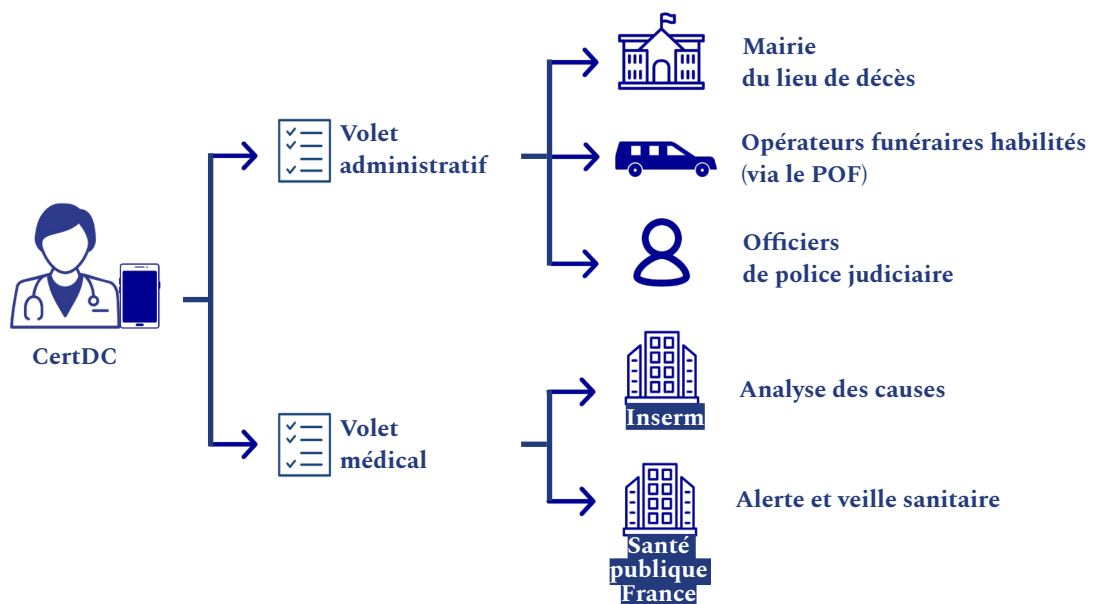 CertDC
Volet
administratif
Mairie
du lieu de décès
Opérateurs funéraires habilités
(via le POF)
Officiers
de police judiciaire
Volet
médical
Inserm
Analyse des causes
Santé
publique
France
Alerte et veille sanitaire